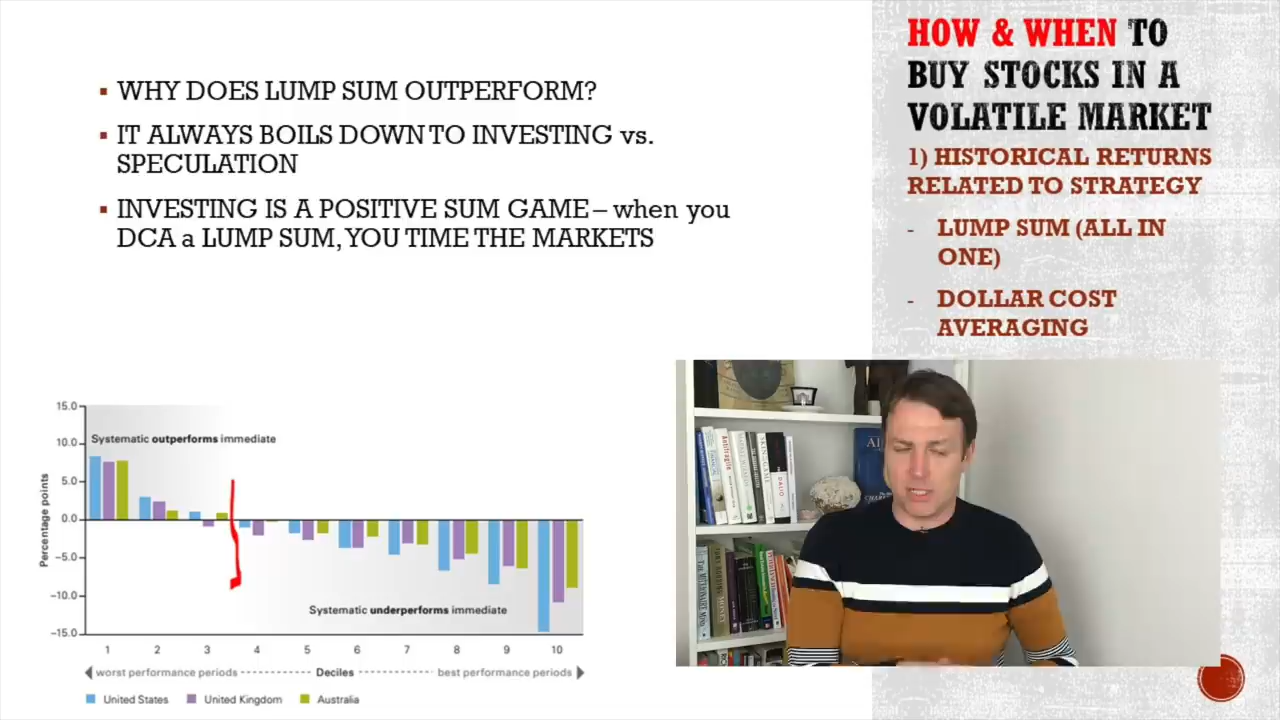 WHY DOES LUMP SUM OUTPERFORM?
IT ALWAYS BOILS DOWN TO INVESTING vs.
SPECULATION
INVESTING IS A POSITIVE SUM GAME – when you
DCA a LUMP SUM, YOU TIME THE MARKETS
HOW & WHEN TO
BUY STOCKS IN A
VOLATILE MARKET
1) HISTORICAL RETURNS
RELATED TO STRATEGY
- LUMP SUM (ALL IN
ONE)
- DOLLAR COST
AVERAGING
15.0
10.0
5.0
0.0
–5.0
–10.0
–15.0
Percentage points
Systematic outperforms immediate
Systematic underperforms immediate
1 2 3 4 5 6 7 8 9 10
worst performance periods Deciles best performance periods
United States United Kingdom Australia
Antifragile
DALIO